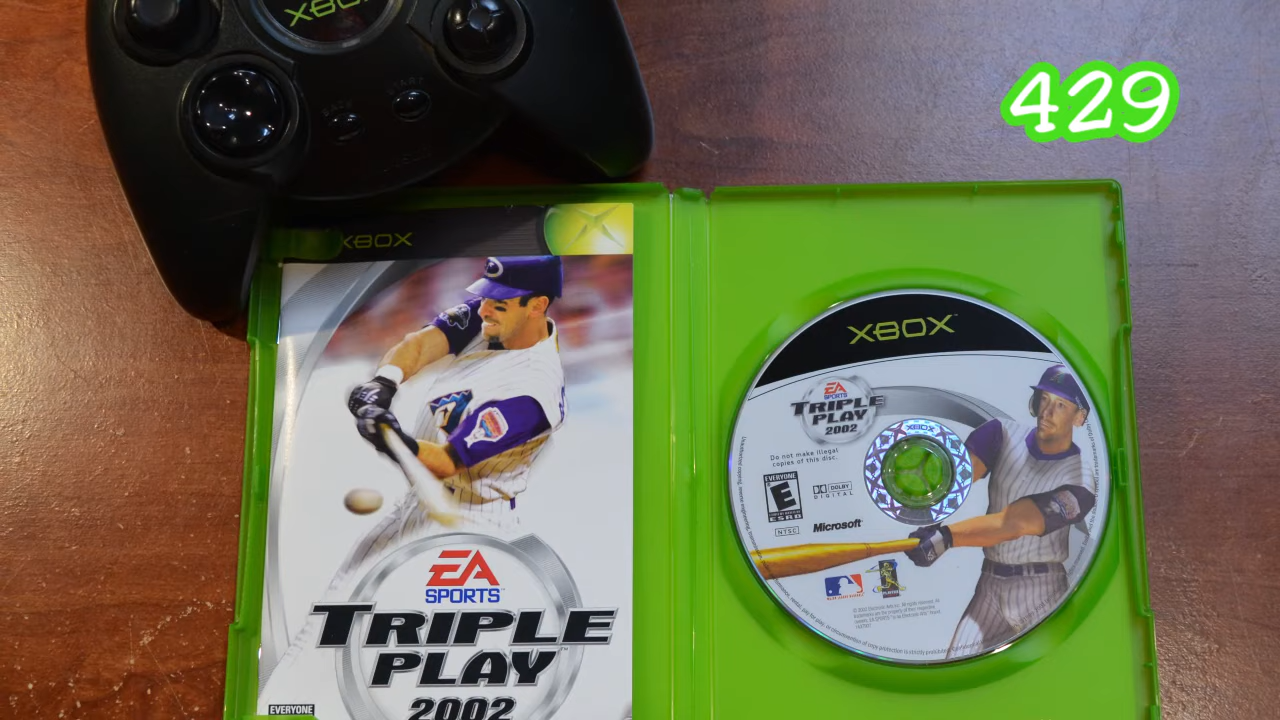 XBOX
BACK
START
429
XBOX
EA
SPORTS
TRIPLE
PLAY
2002
EVERYONE
XBOX
EA
SPORTS
TRIPLE
PLAY
2002
XBOX
Do not make illegal
copies of this disc.
EVERYONE
E
ESRB
DOLBY
DIGITAL
NTSC
Microsoft